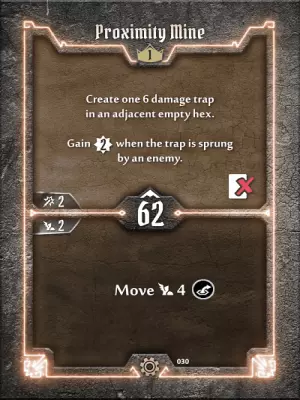 Proximity Mine
1
Create one 6 damage trap
in an adjacent empty hex.
Gain 2 when the trap is sprung
by an enemy.
2
62
2
Move 4
030